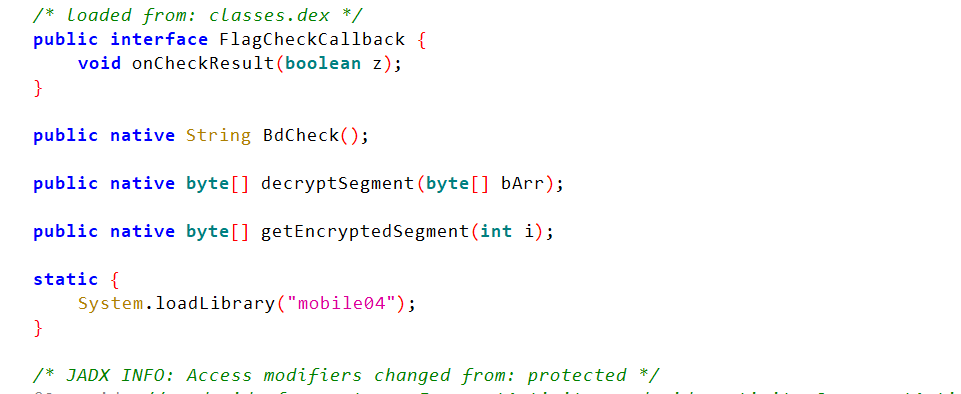 /* loaded from: classes.dex */
public interface FlagCheckCallback {
    void onCheckResult(boolean z);
}
public native String BdCheck();
public native byte[] decryptSegment(byte[] bArr);
public native byte[] getEncryptedSegment(int i);
static {
    System.loadLibrary("mobile04");
}
/* JADX INFO: Access modifiers changed from: protected */